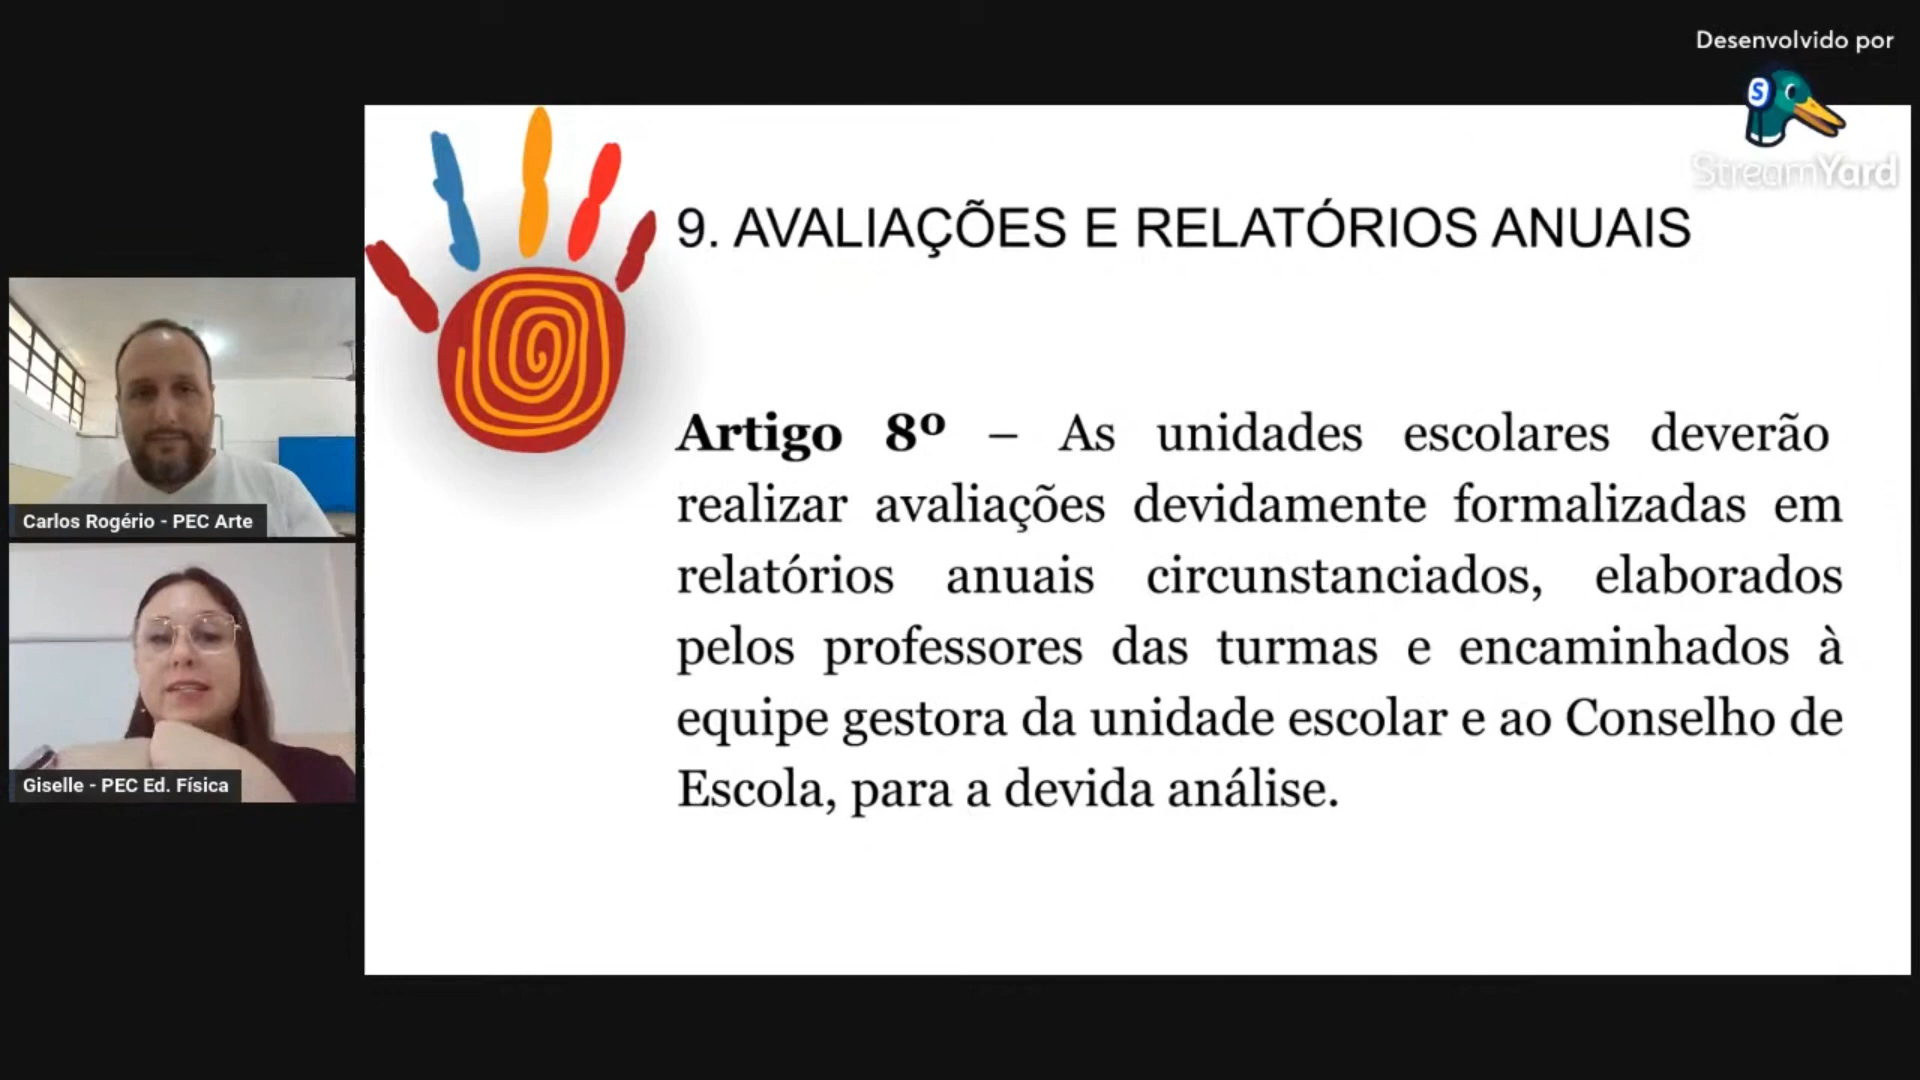 Desenvolvido por
S
StreamYard
9. AVALIAÇÕES E RELATÓRIOS ANUAIS
Artigo 8º – As unidades escolares deverão
realizar avaliações devidamente formalizadas em
relatórios anuais circunstanciados, elaborados
pelos professores das turmas e encaminhados à
equipe gestora da unidade escolar e ao Conselho de
Escola, para a devida análise.
Carlos Rogério - PEC Arte
Giselle - PEC Ed. Física